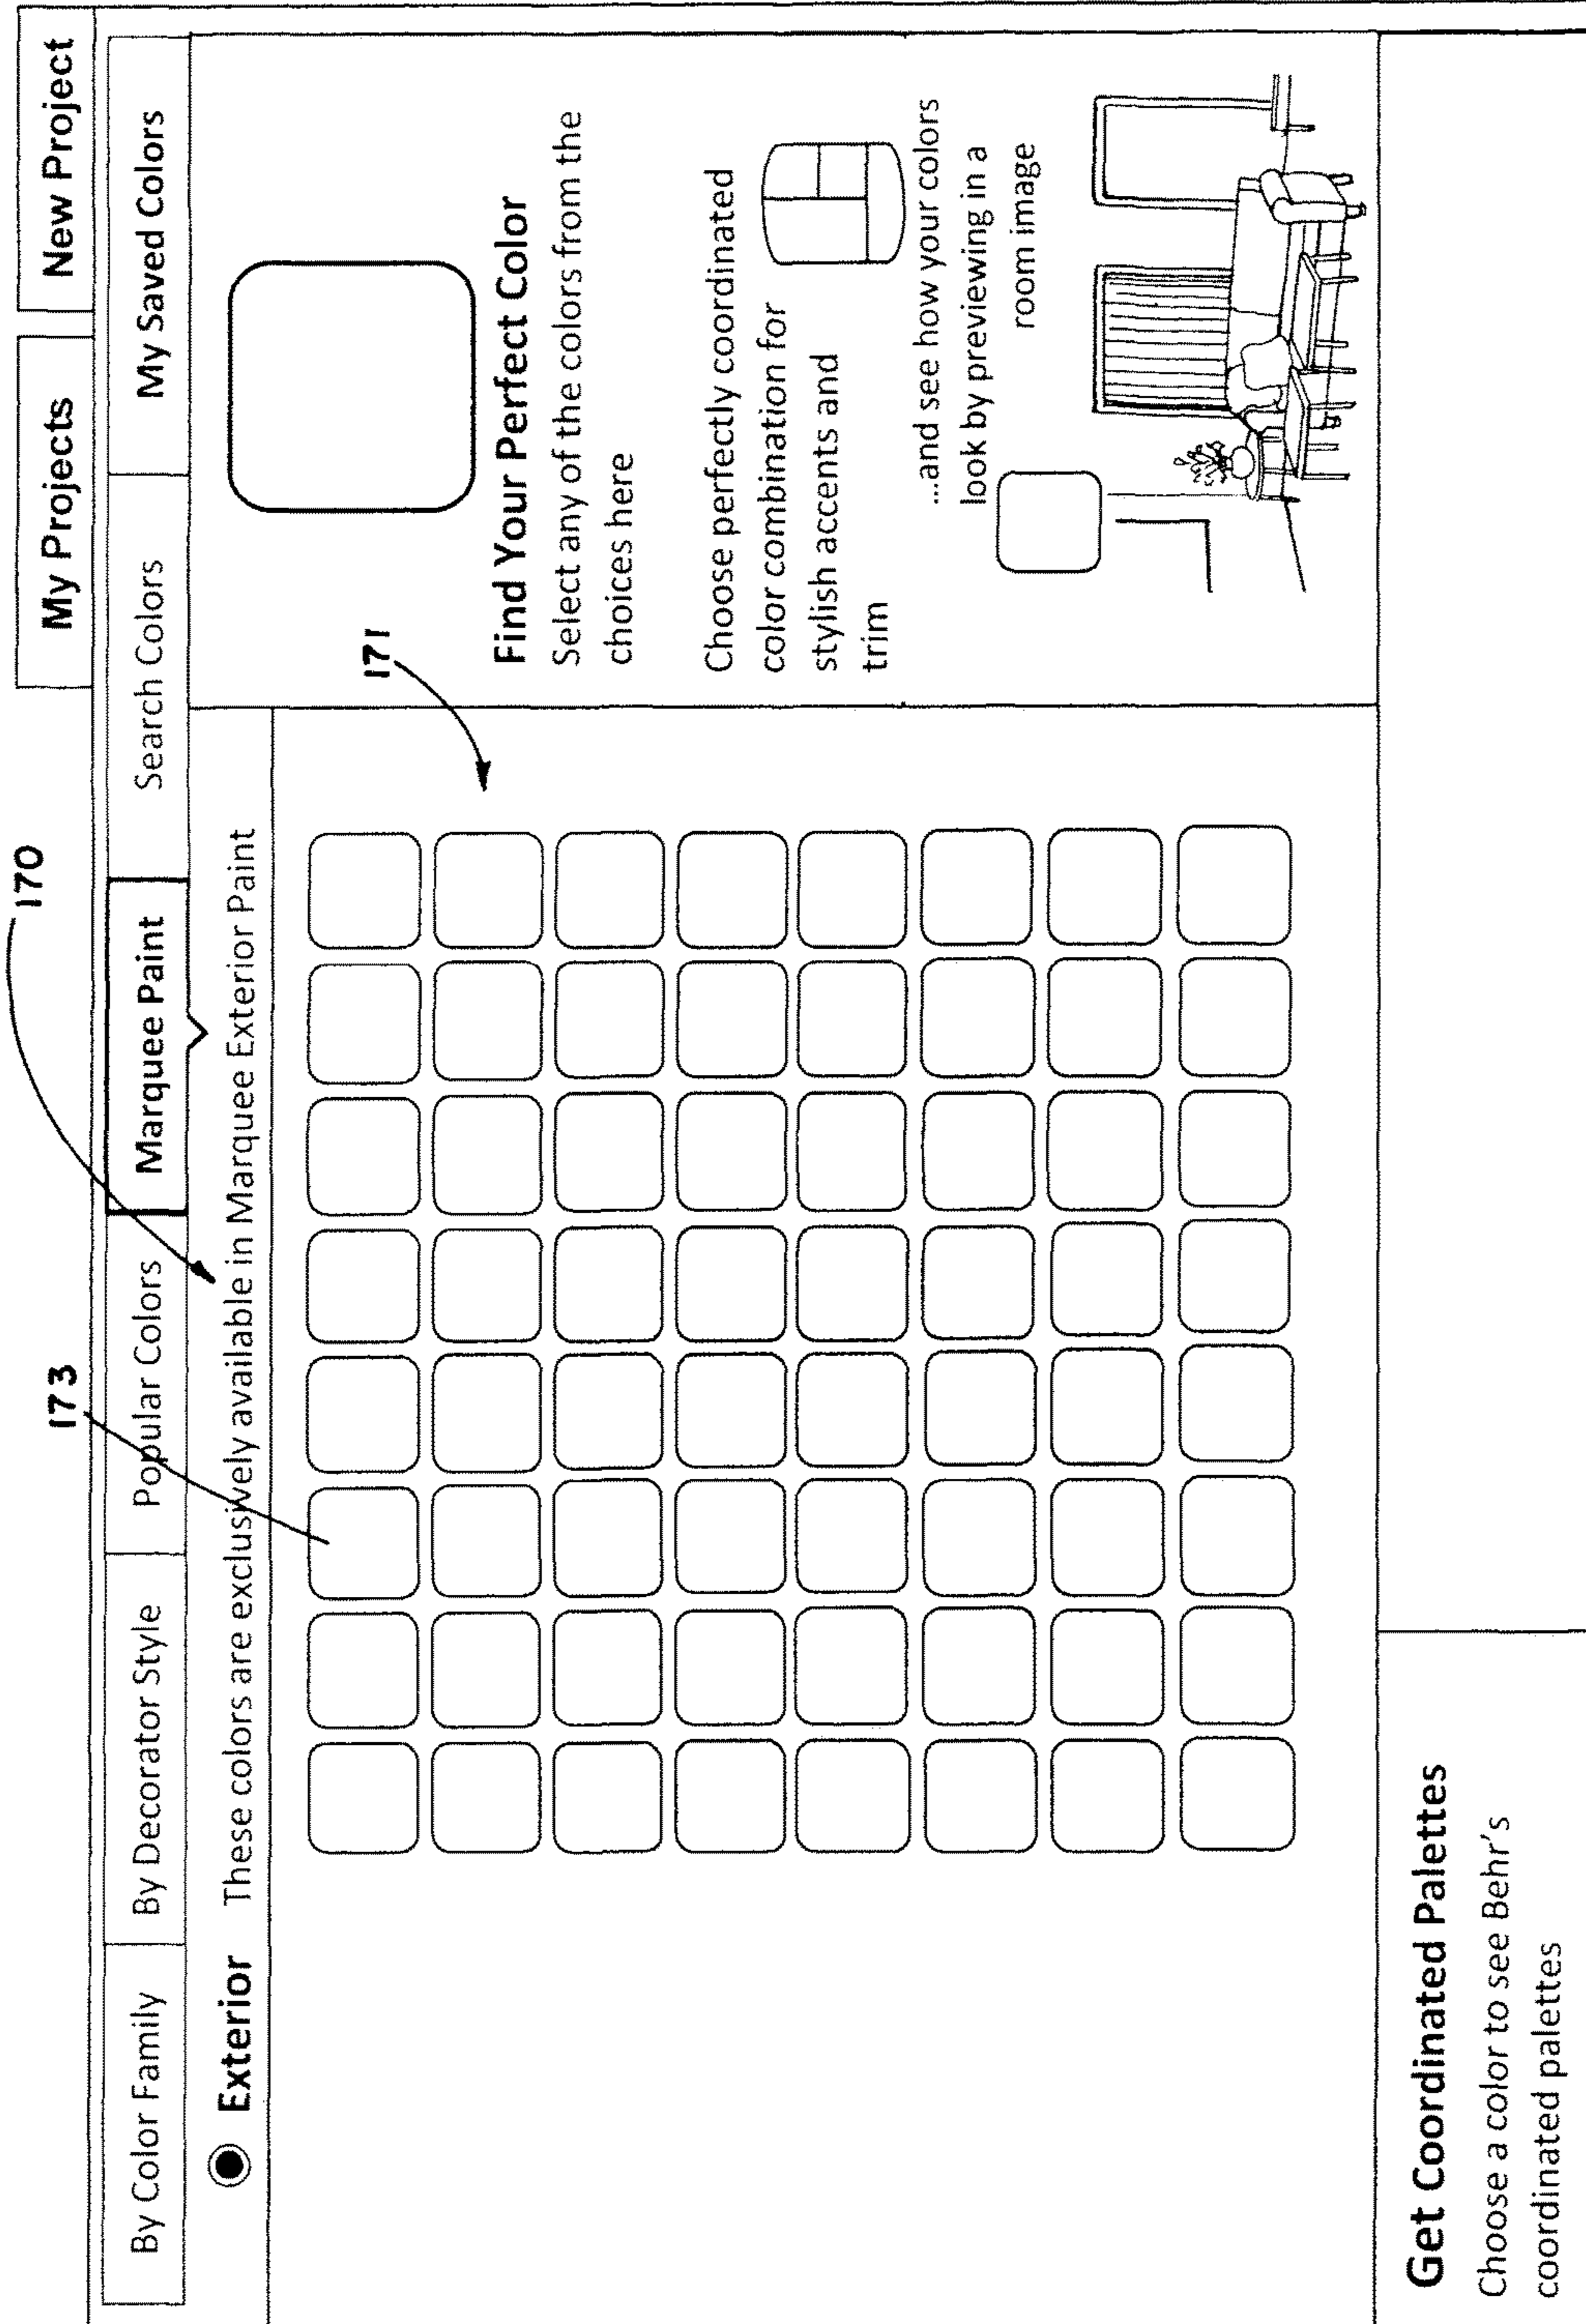 My Projects
New Project
170
173
By Color Family
By Decorator Style
Popular Colors
Marquee Paint
Search Colors
My Saved Colors
Exterior
These colors are exclusively available in Marquee Exterior Paint
171
Find Your Perfect Color
Select any of the colors from the
choices here
Choose perfectly coordinated
color combination for
stylish accents and
trim
...and see how your colors
look by previewing in a
room image
Get Coordinated Palettes
Choose a color to see Behr's
coordinated palettes